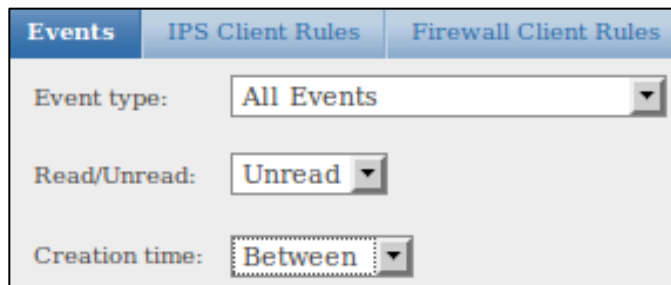 Events IPS Client Rules Firewall Client Rules
Event type: All Events
Read/Unread: Unread
Creation time: Between